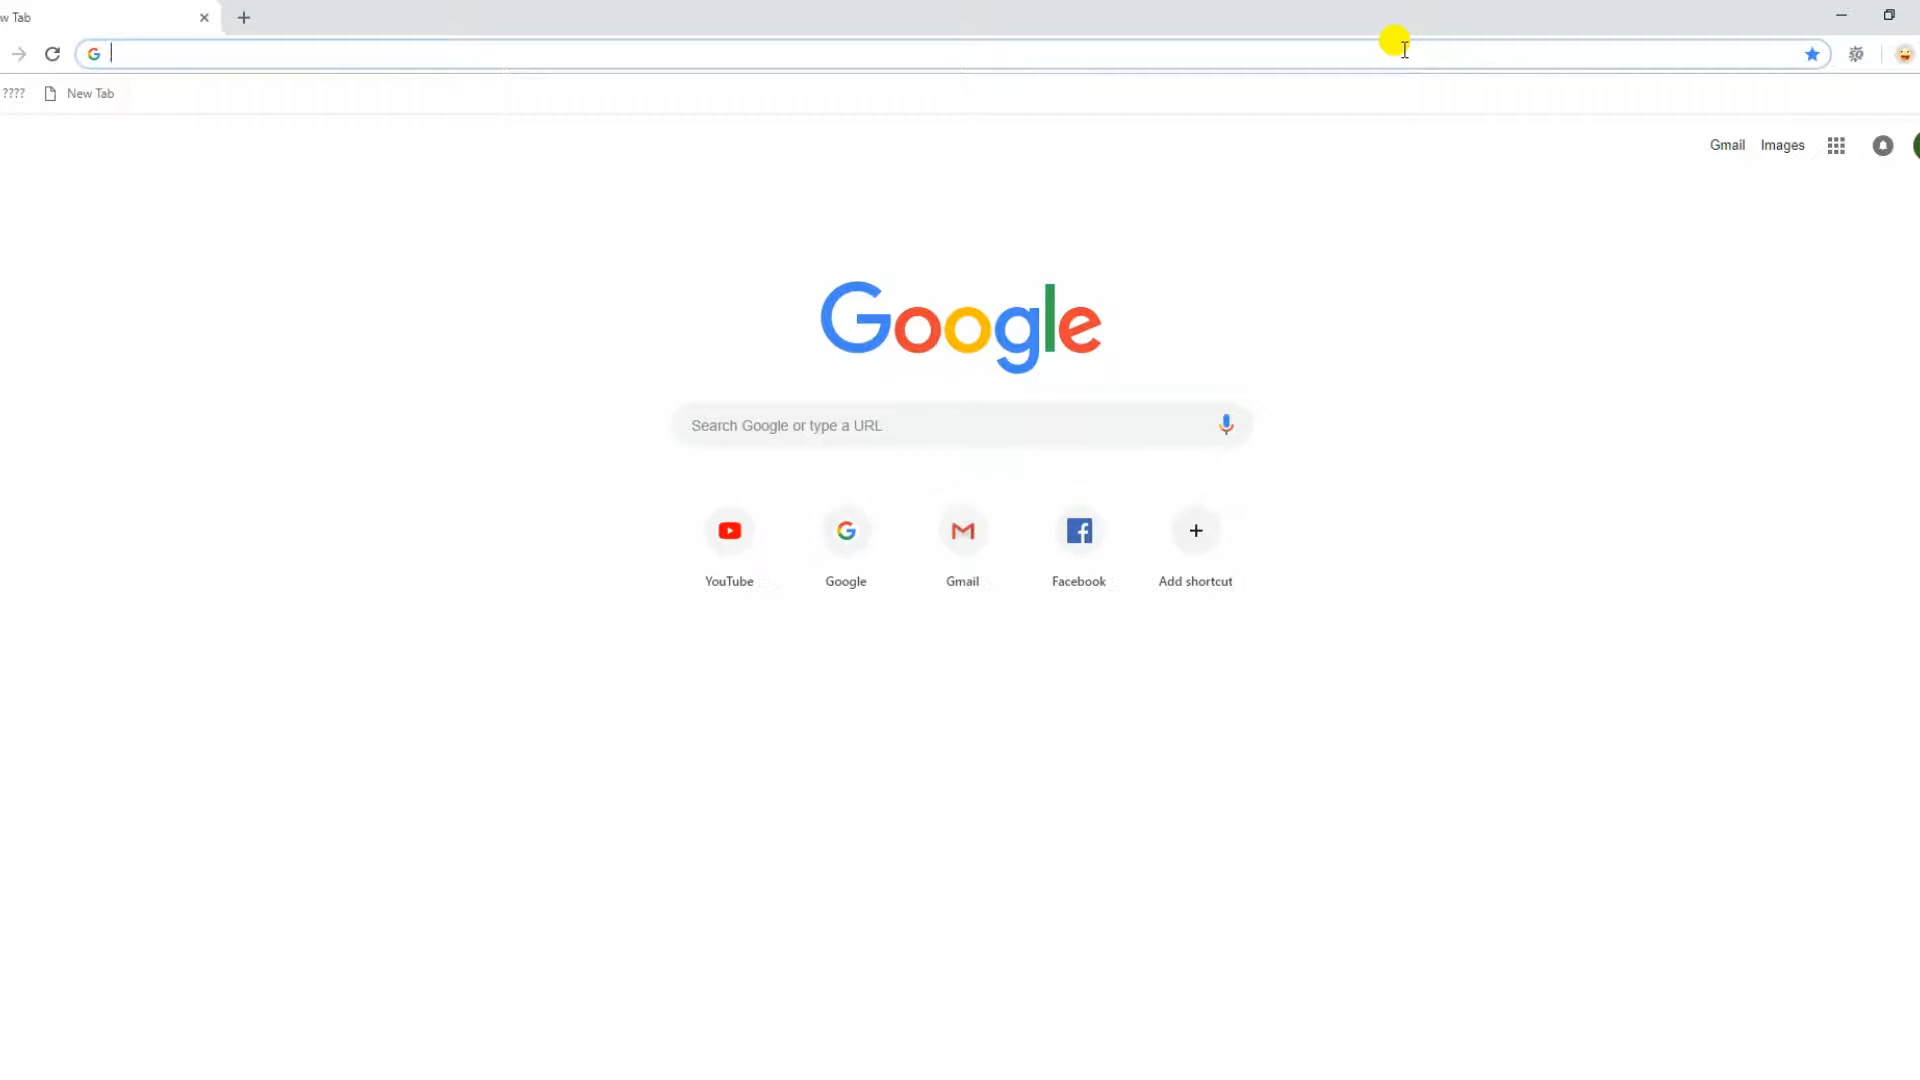 w Tab
???? New Tab
Gmail Images
Google
Search Google or type a URL
YouTube Google Gmail Facebook Add shortcut